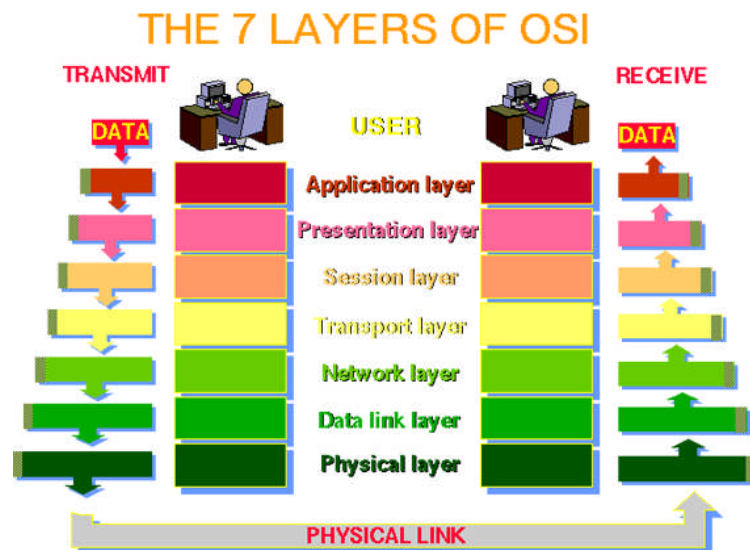 THE 7 LAYERS OF OSI
TRANSMIT
RECEIVE
DATA
USER
DATA
Application layer
Presentation layer
Session layer
Transport layer
Network layer
Data link layer
Physical layer
PHYSICAL LINK